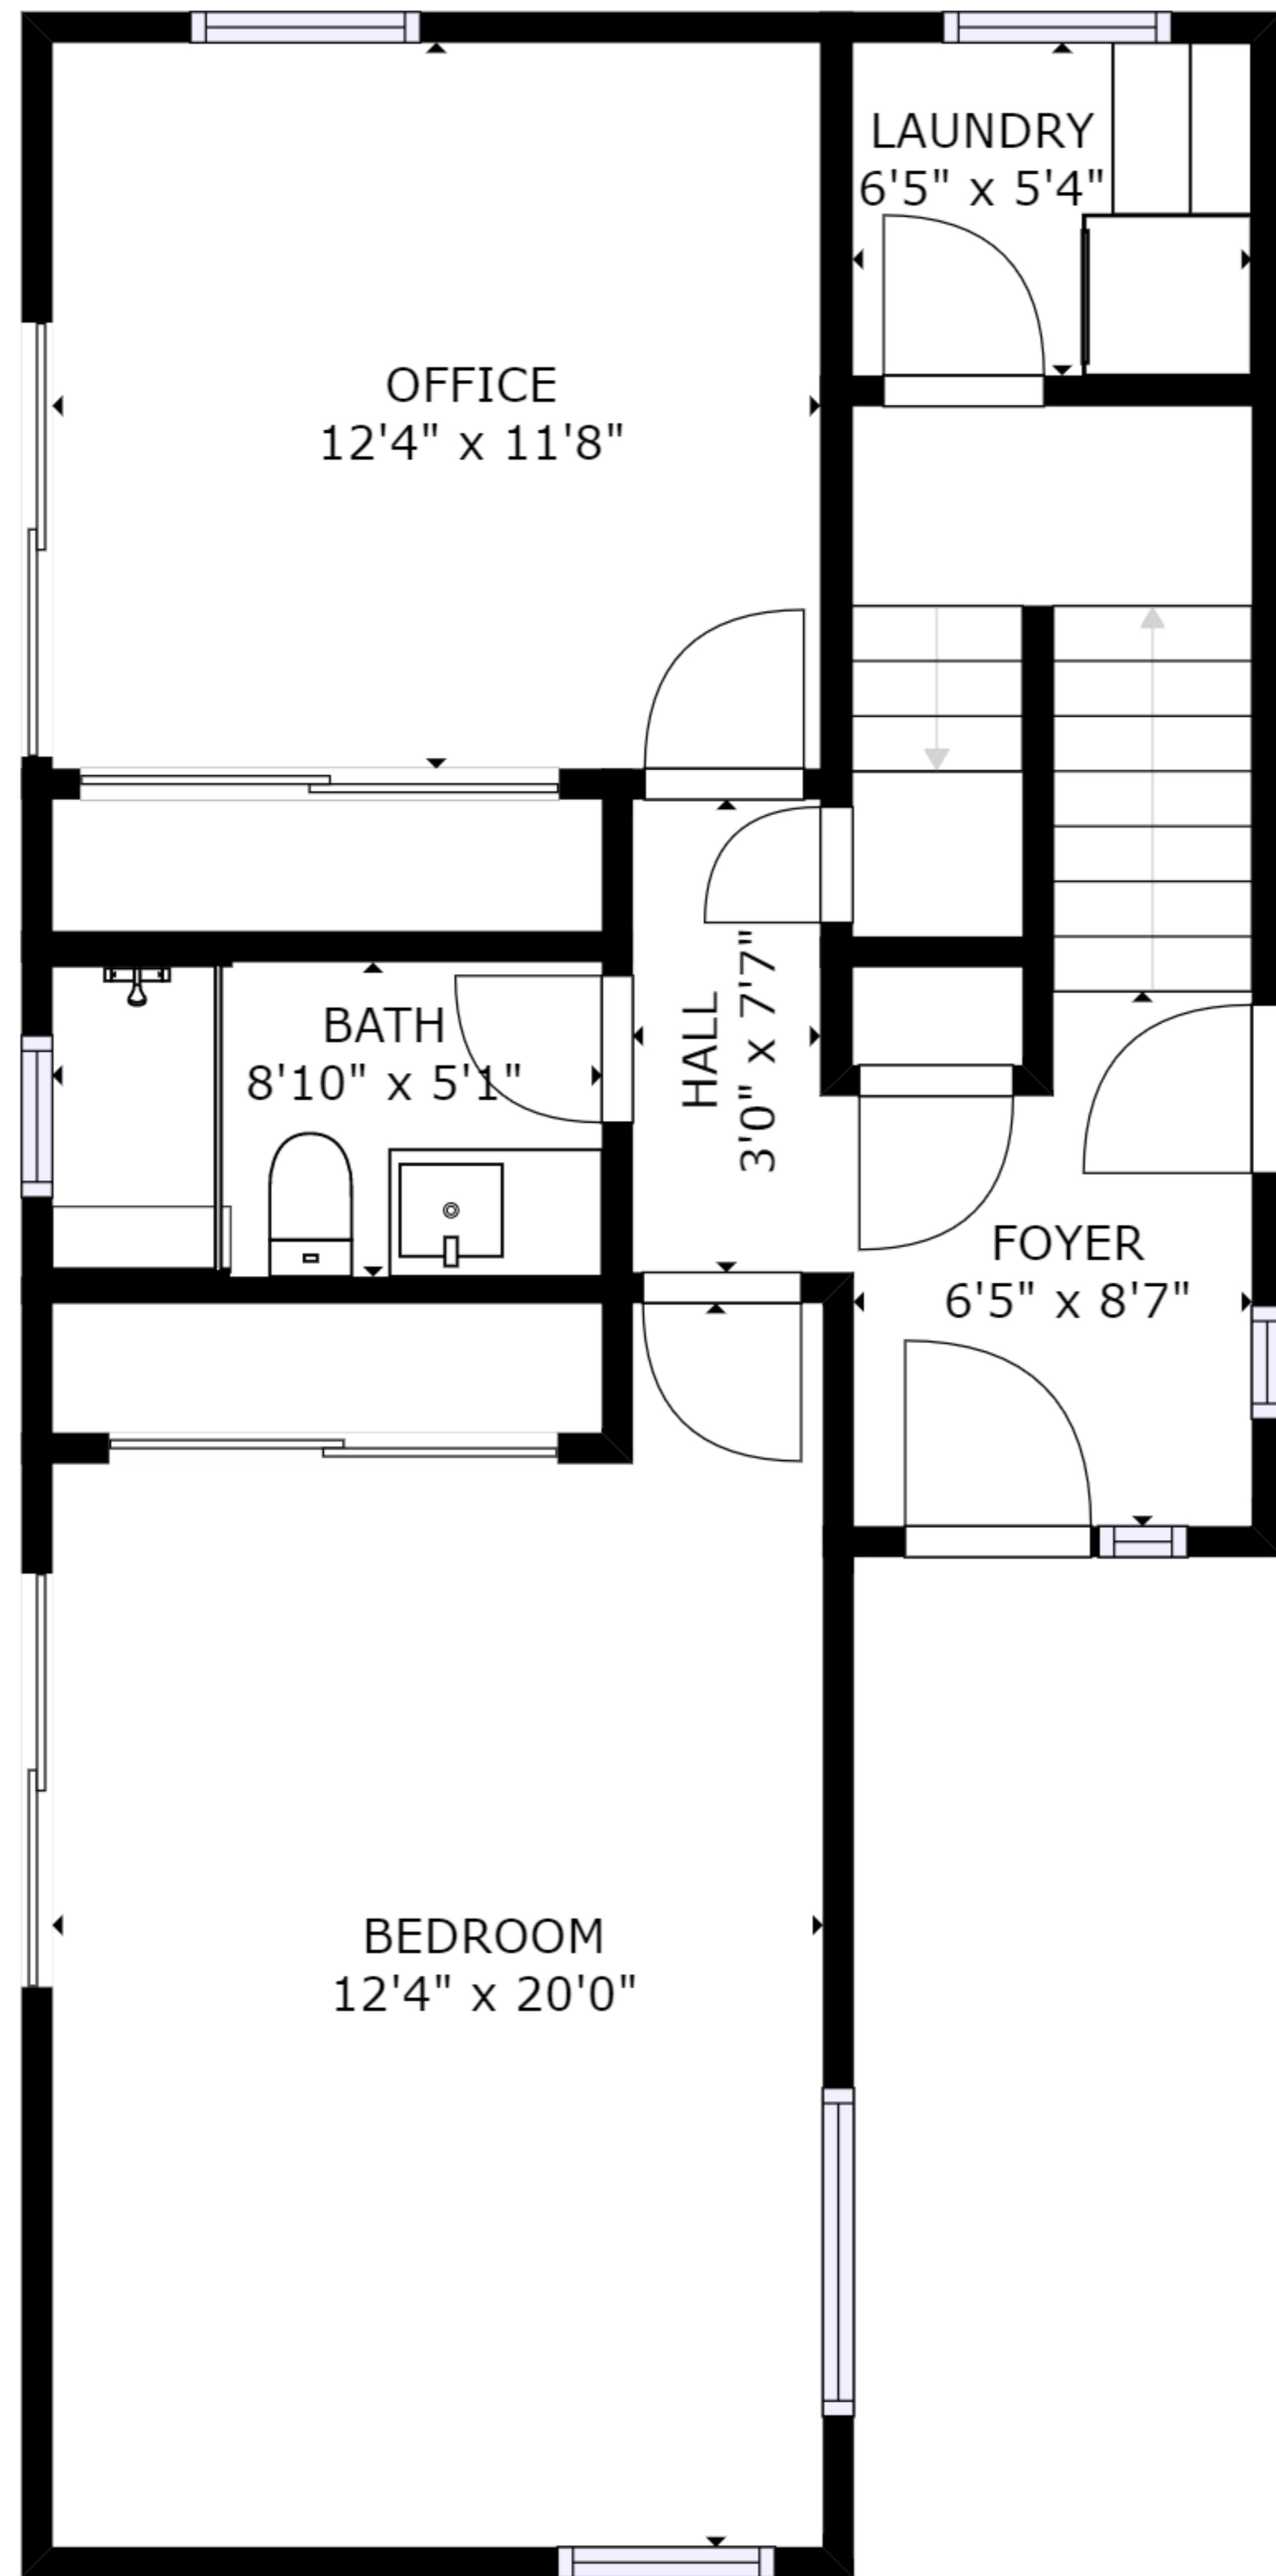 LAUNDRY
6'5" x 5'4"
OFFICE
12'4" x 11'8"
BATH
8'10" x 5'1"
HALL
3'0" x 7'7"
FOYER
6'5" x 8'7"
BEDROOM
12'4" x 20'0"